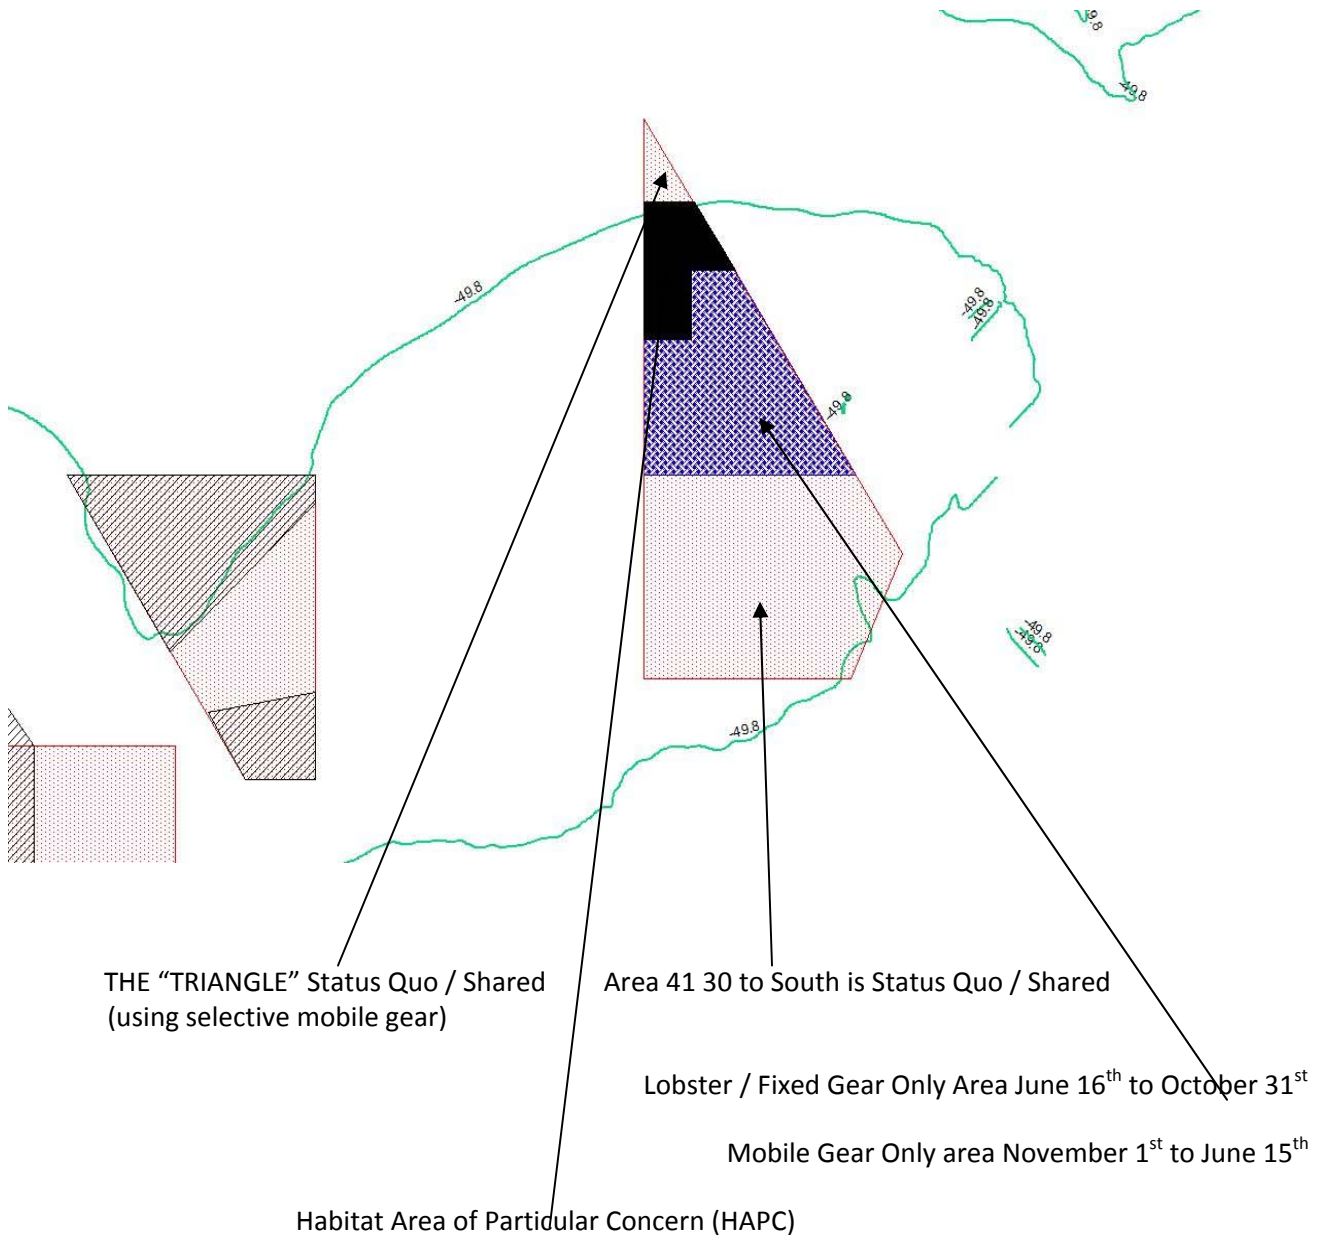 49.8
-49.8
-49.8
-49.8
-49.8
-49.8
-49.8
-49.8
-49.8
THE “TRIANGLE” Status Quo / Shared
(using selective mobile gear)
Area 41 30 to South is Status Quo / Shared
Lobster / Fixed Gear Only Area June 16th to October 31st
Mobile Gear Only area November 1st to June 15th
Habitat Area of Particular Concern (HAPC)